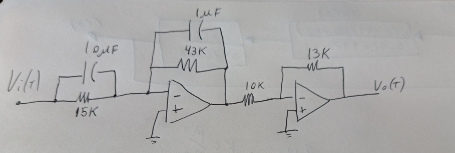 1µF
10µF
43K
13K
Vi(T)
10K
Vo(T)
15K
− +
− +